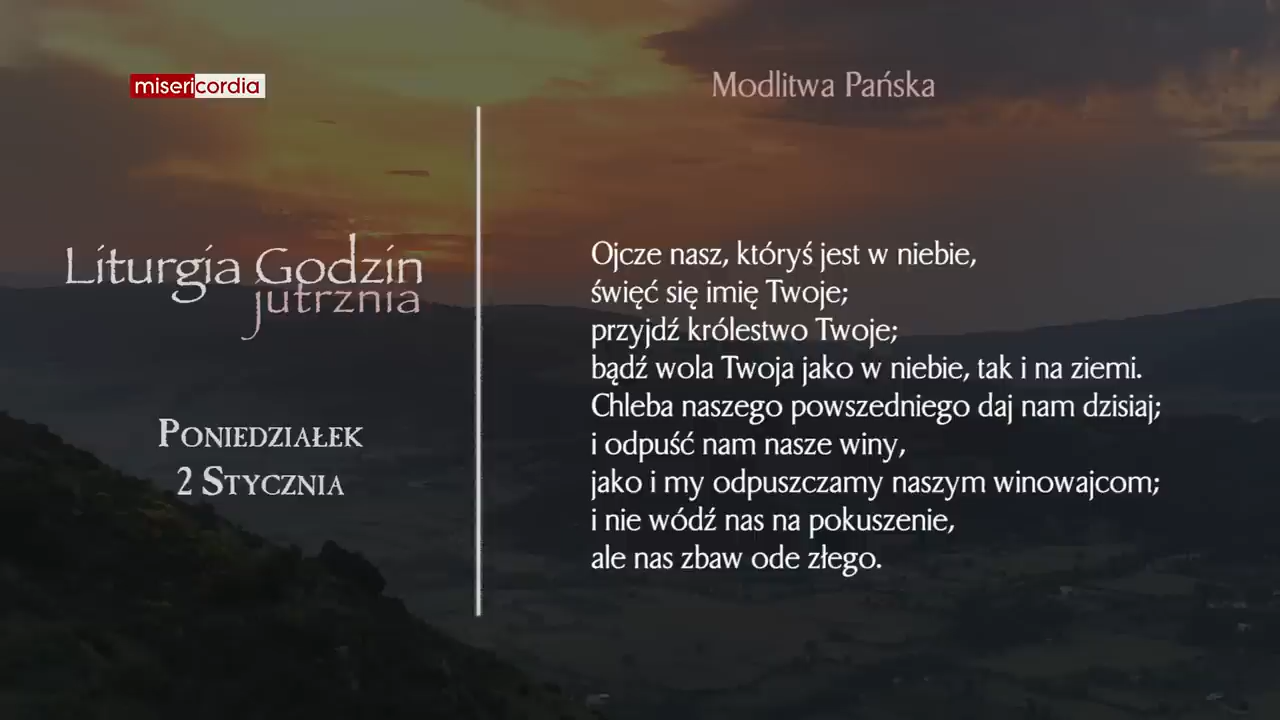 misericordia
Liturgia Godzin
jutrznia
Poniedziałek
2 Stycznia
Modlitwa Pańska
Ojcze nasz, któryś jest w niebie,
święć się imię Twoje;
przyjdź królestwo Twoje;
bądź wola Twoja jako w niebie, tak i na ziemi.
Chleba naszego powszedniego daj nam dzisiaj;
i odpuść nam nasze winy,
jako i my odpuszczamy naszym winowajcom;
i nie wódź nas na pokuszenie,
ale nas zbaw ode złego.